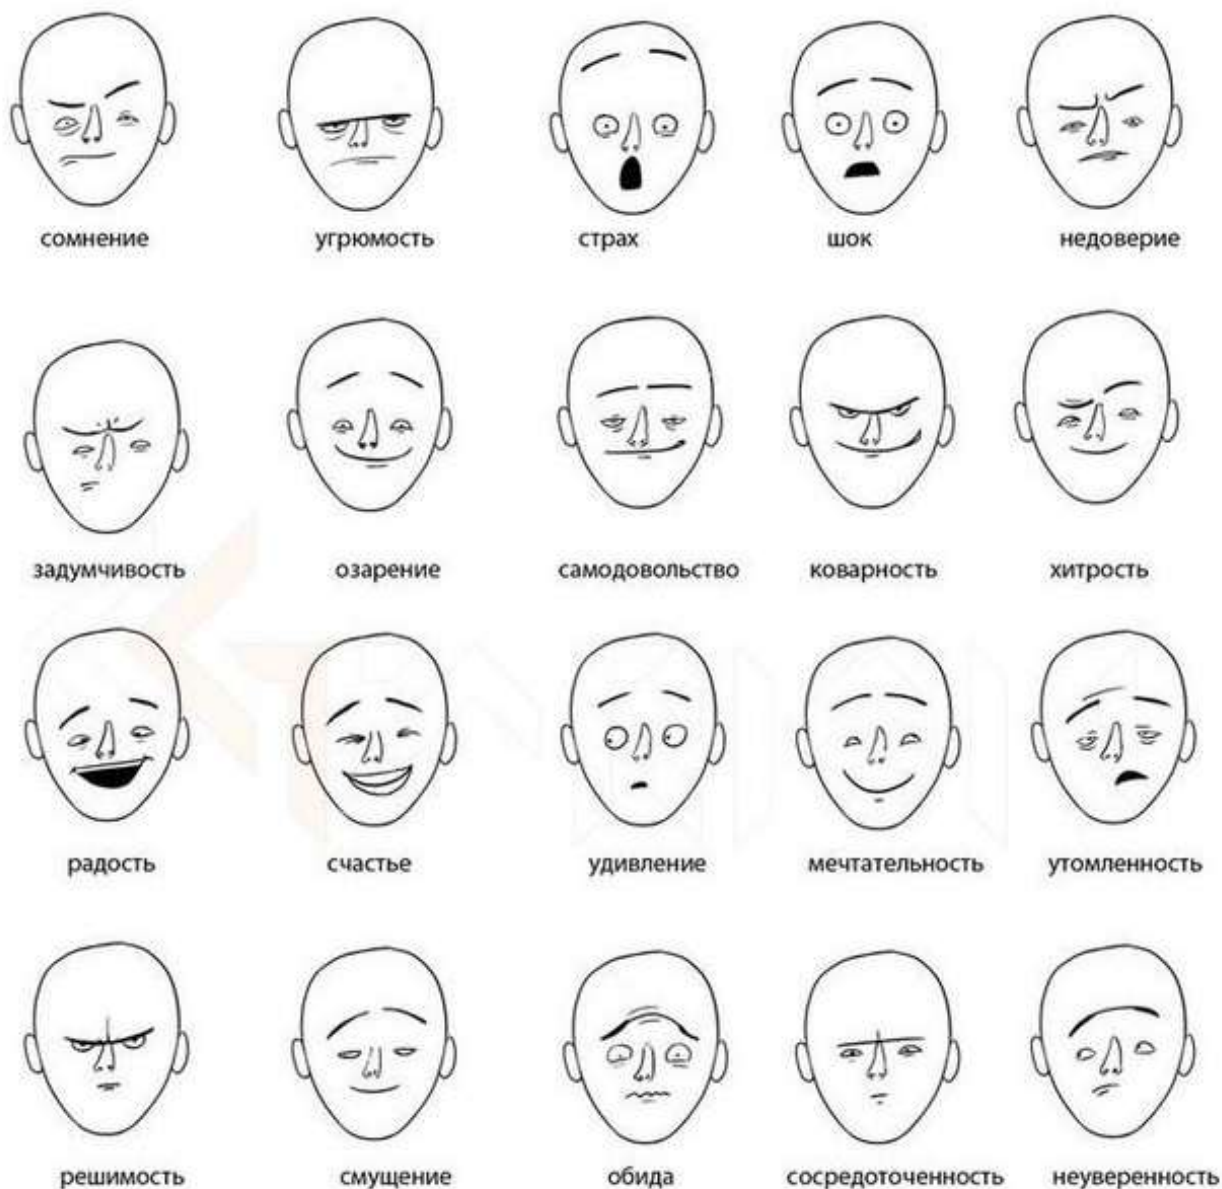 сомнение угрюмость страх шок недоверие
задумчивость озарение самодовольство коварность хитрость
радость счастье удивление мечтательность утомленность
решимость смущение обида сосредоточенность неуверенность